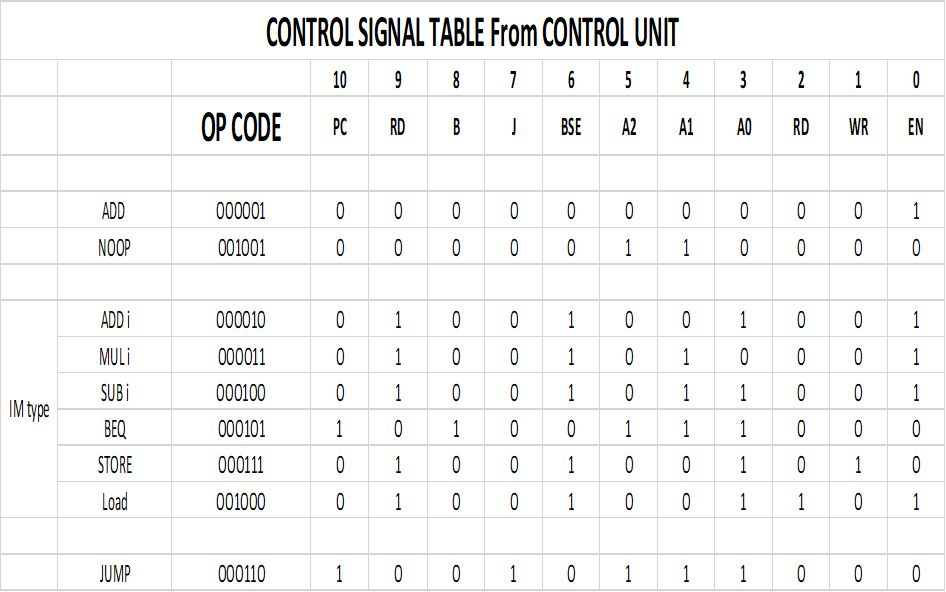 CONTROL SIGNAL TABLE From CONTROL UNIT
10 9 8 7 6 5 4 3 2 1 0
OP CODE PC RD B J BSE A2 A1 A0 RD WR EN
ADD 000001 0 0 0 0 0 0 0 0 0 0 1
NOOP 001001 0 0 0 0 0 1 1 0 0 0 0
IM type
ADD i 000010 0 1 0 0 1 0 0 1 0 0 1
MUL i 000011 0 1 0 0 1 0 1 0 0 0 1
SUB i 000100 0 1 0 0 1 0 1 1 0 0 1
BEQ 000101 1 0 1 0 0 1 1 1 0 0 0
STORE 000111 0 1 0 0 1 0 0 1 0 1 0
Load 001000 0 1 0 0 1 0 0 1 1 0 1
JUMP 000110 1 0 0 1 0 1 1 1 0 0 0